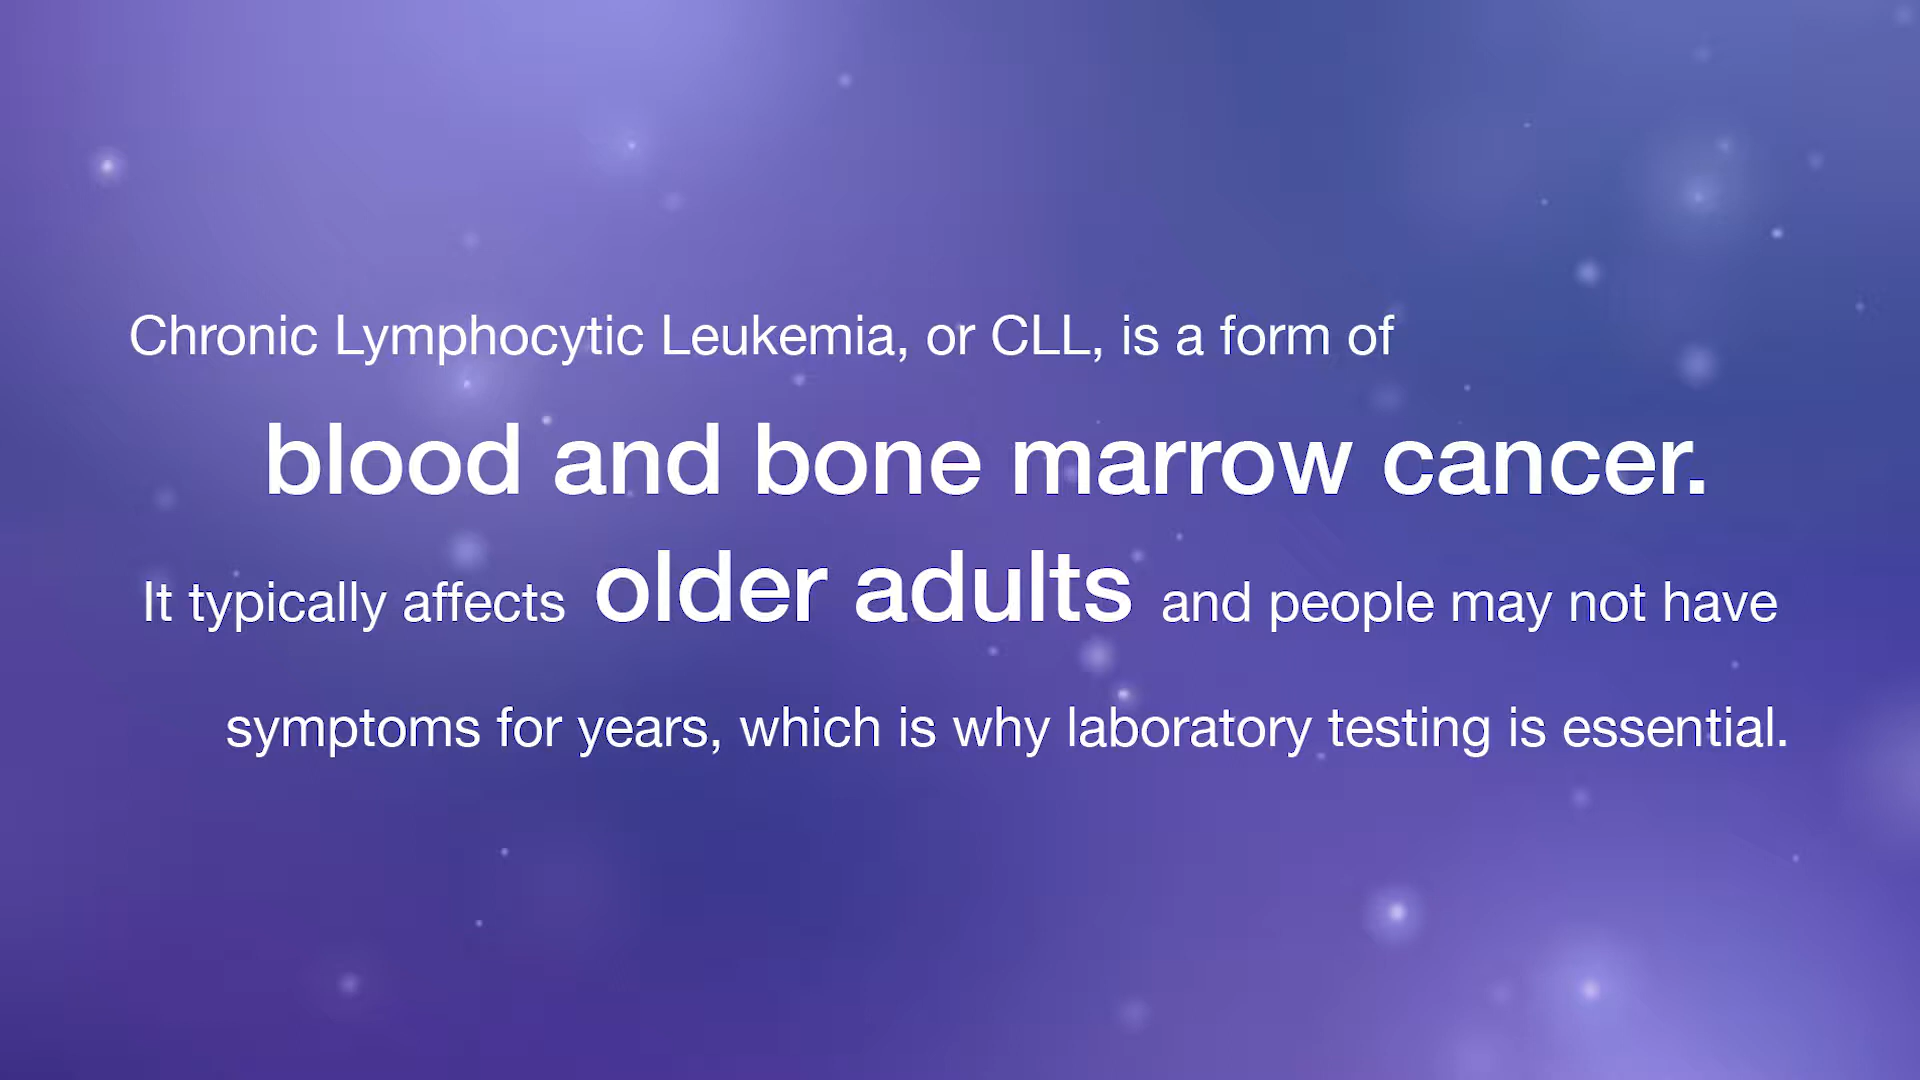 Chronic Lymphocytic Leukemia, or CLL, is a form of
blood and bone marrow cancer.
It typically affects older adults and people may not have
symptoms for years, which is why laboratory testing is essential.